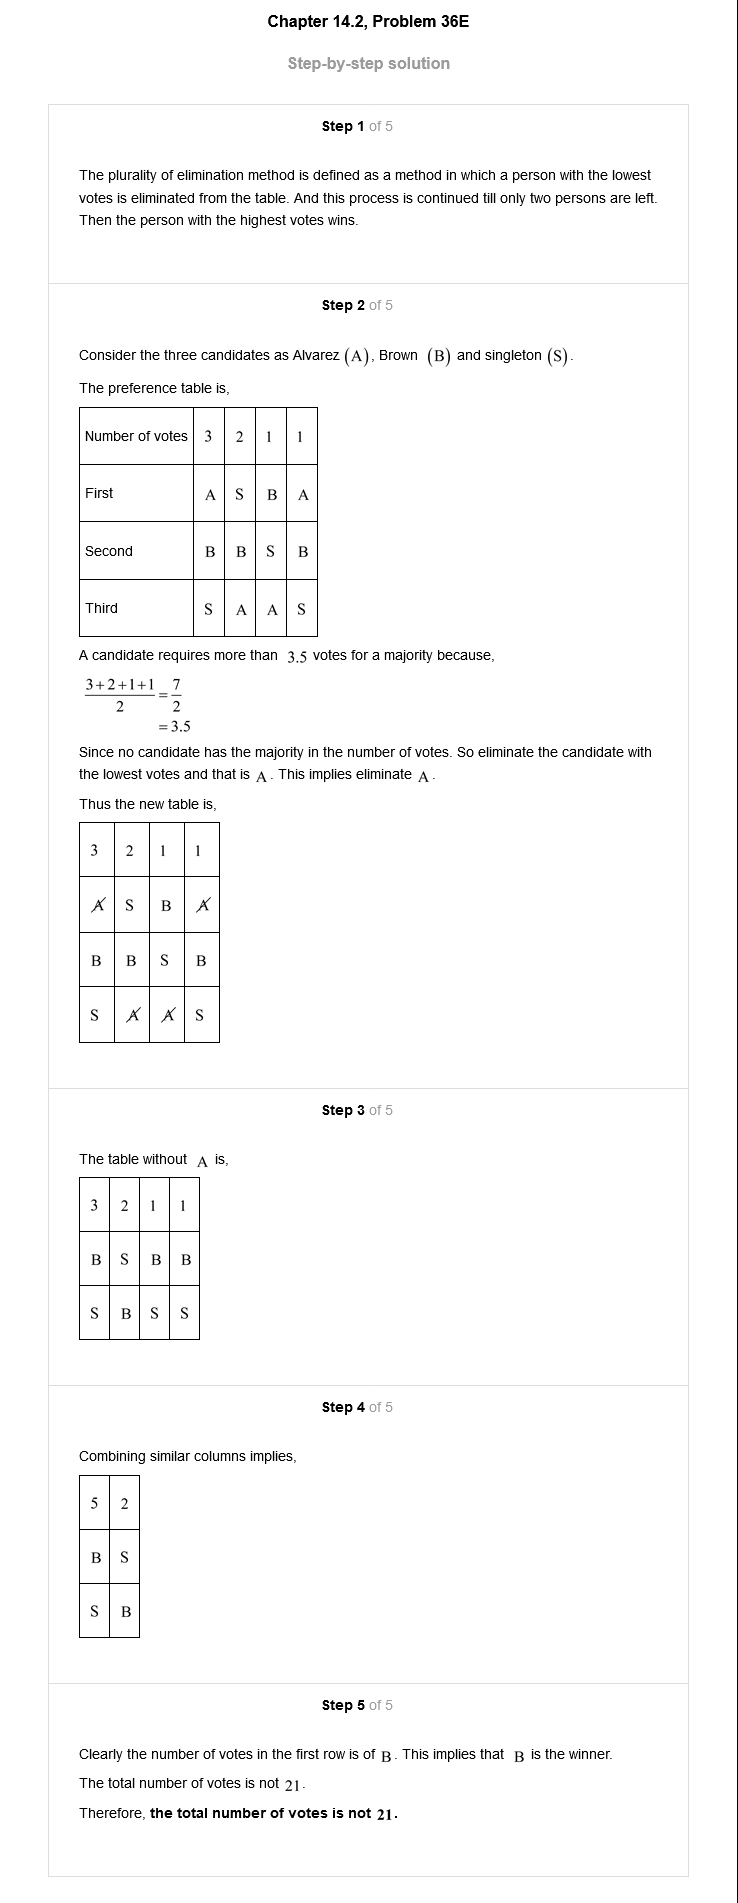 Chapter 14.2, Problem 36E
Step-by-step solution
Step 1 of 5
The plurality of elimination method is defined as a method in which a person with the lowest
votes is eliminated from the table. And this process is continued till only two persons are left.
Then the person with the highest votes wins.
Step 2 of 5
Consider the three candidates as Alvarez (A), Brown (B) and singleton (S).
The preference table is,
Number of votes 3 2 1 1
First A S B A
Second B B S B
Third S A A S
A candidate requires more than 3.5 votes for a majority because,
3+2+1+1/2 = 7/2
=3.5
Since no candidate has the majority in the number of votes. So eliminate the candidate with
the lowest votes and that is A. This implies eliminate A.
Thus the new table is,
3 2 1 1
A S B A
B B S B
S A A S
Step 3 of 5
The table without A is,
3 2 1 1
B S B B
S B S S
Step 4 of 5
Combining similar columns implies,
5 2
B S
S B
Step 5 of 5
Clearly the number of votes in the first row is of B. This implies that B is the winner.
The total number of votes is not 21.
Therefore, the total number of votes is not 21.